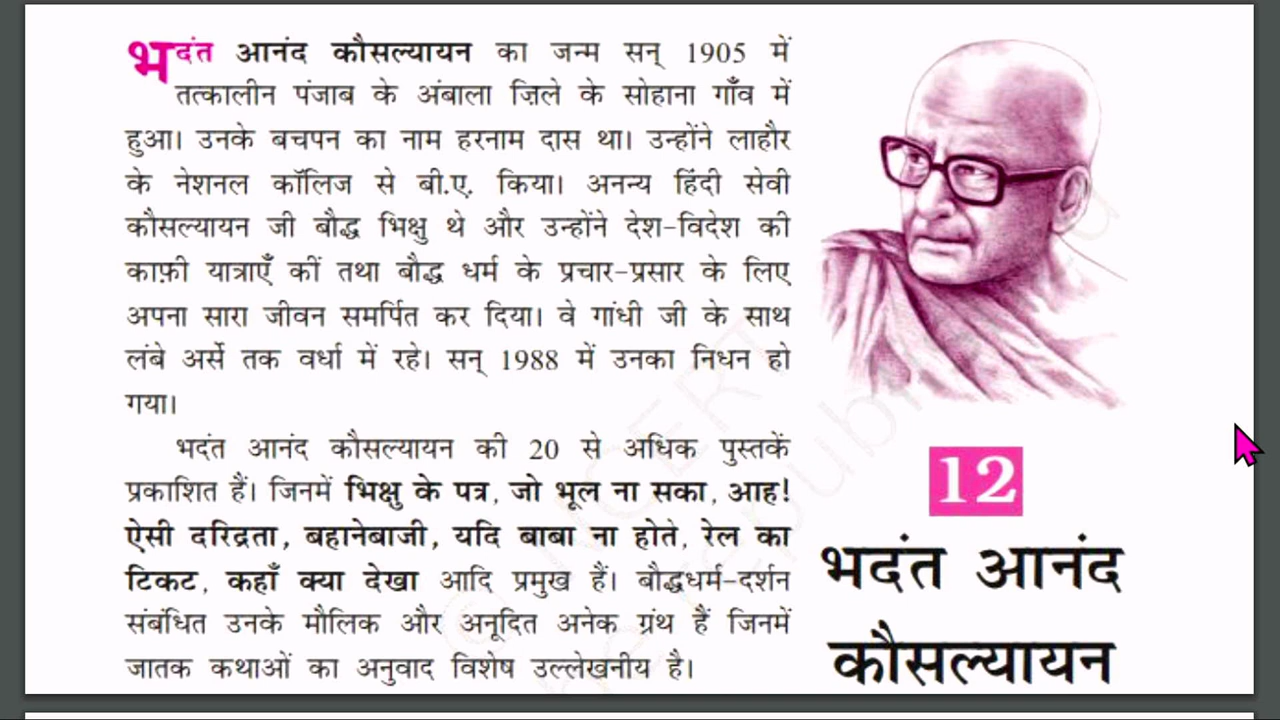 भदंत आनंद कौसल्यायन का जन्म सन् 1905 में
तत्कालीन पंजाब के अंबाला ज़िले के सोहाना गाँव में
हुआ। उनके बचपन का नाम हरनाम दास था। उन्होंने लाहौर
के नेशनल कॉलिज से बी.ए. किया। अनन्य हिंदी सेवी
कौसल्यायन जी बौद्ध भिक्षु थे और उन्होंने देश-विदेश की
काफ़ी यात्राएँ कीं तथा बौद्ध धर्म के प्रचार-प्रसार के लिए
अपना सारा जीवन समर्पित कर दिया। वे गांधी जी के साथ
लंबे अर्से तक वर्धा में रहे। सन् 1988 में उनका निधन हो
गया।
भदंत आनंद कौसल्यायन की 20 से अधिक पुस्तकें
प्रकाशित हैं। जिनमें भिक्षु के पत्र, जो भूल ना सका, आह!
ऐसी दरिद्रता, बहानेबाजी, यदि बाबा ना होते, रेल का
टिकट, कहाँ क्या देखा आदि प्रमुख हैं। बौद्धधर्म-दर्शन
संबंधित उनके मौलिक और अनूदित अनेक ग्रंथ हैं जिनमें
जातक कथाओं का अनुवाद विशेष उल्लेखनीय है।
12
भदंत आनंद
कौसल्यायन